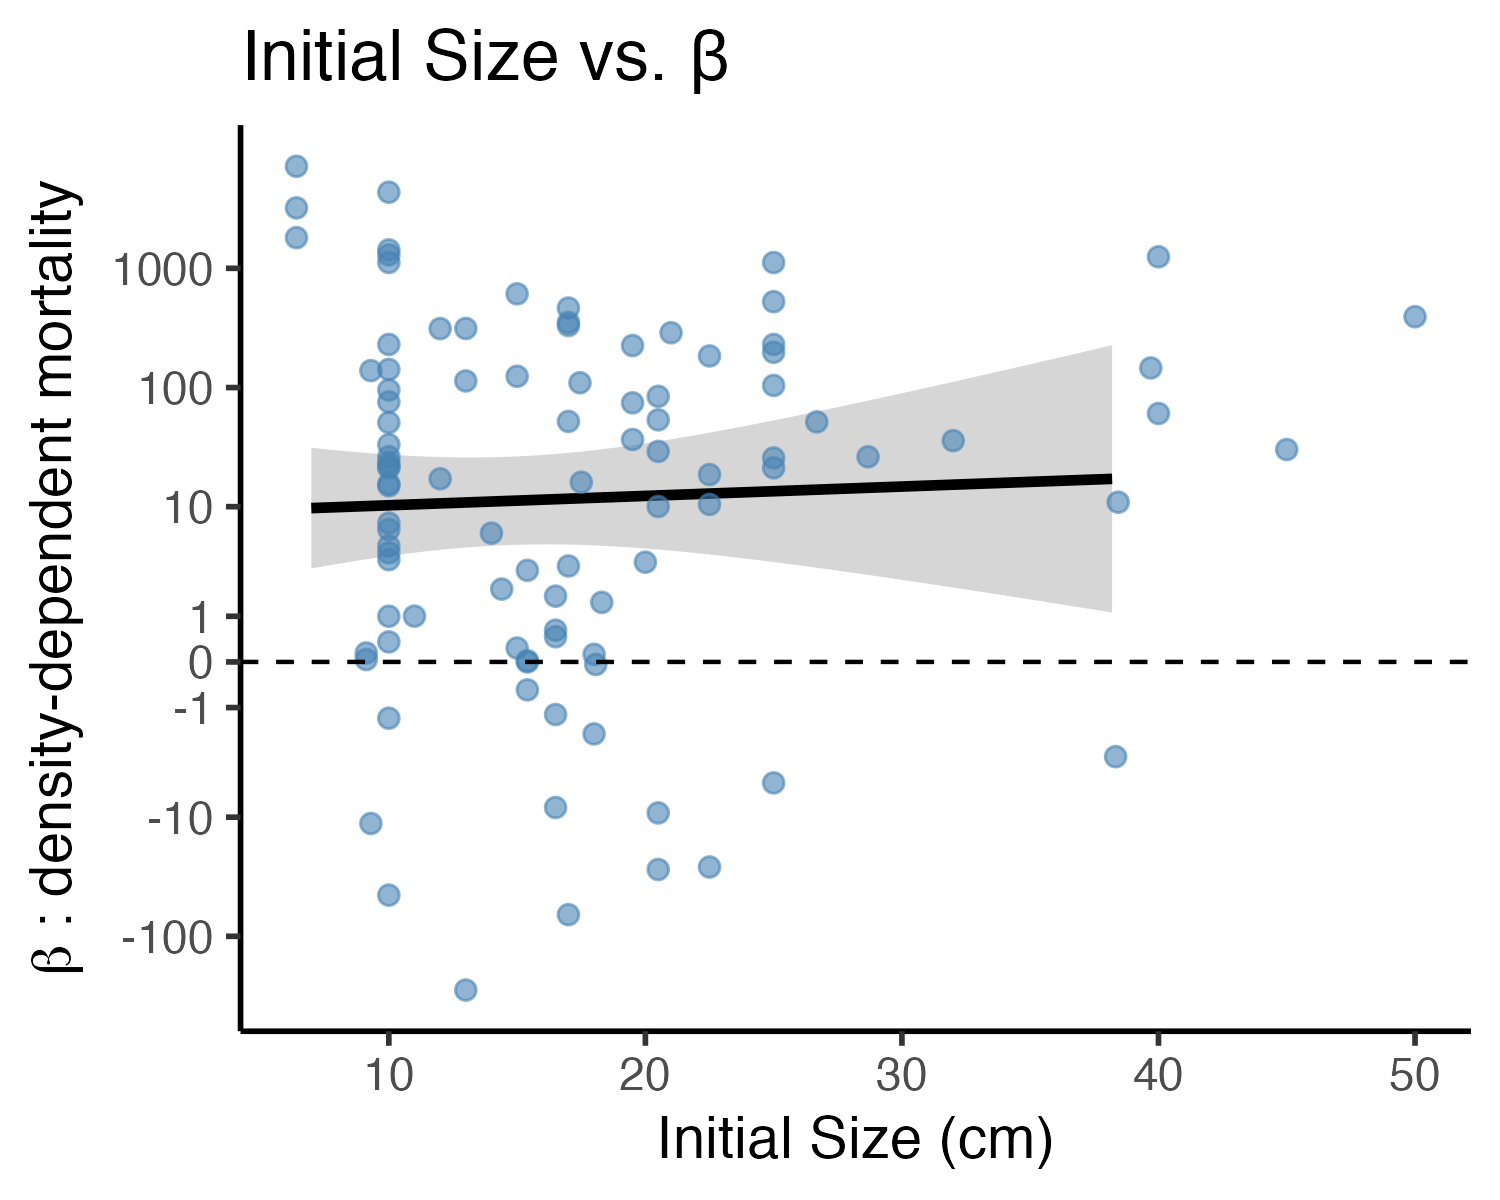 Initial Size vs. β
β : density-dependent mortality
1000
100
10
1
0
-1
-10
-100
10 20 30 40 50
Initial Size (cm)